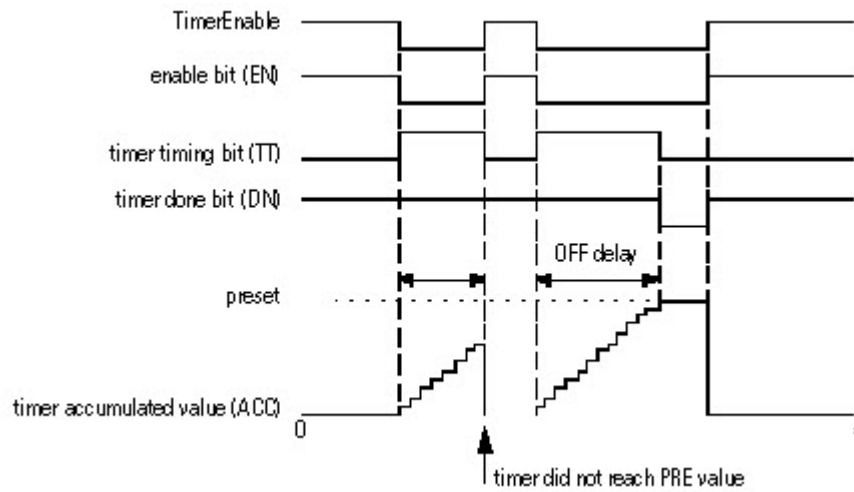 TimerEnable
enable bit (EN)
timer timing bit (TT)
timer done bit (DN)
OFF delay
preset
timer accumulated value (ACC)
0
timer did not reach PRE value